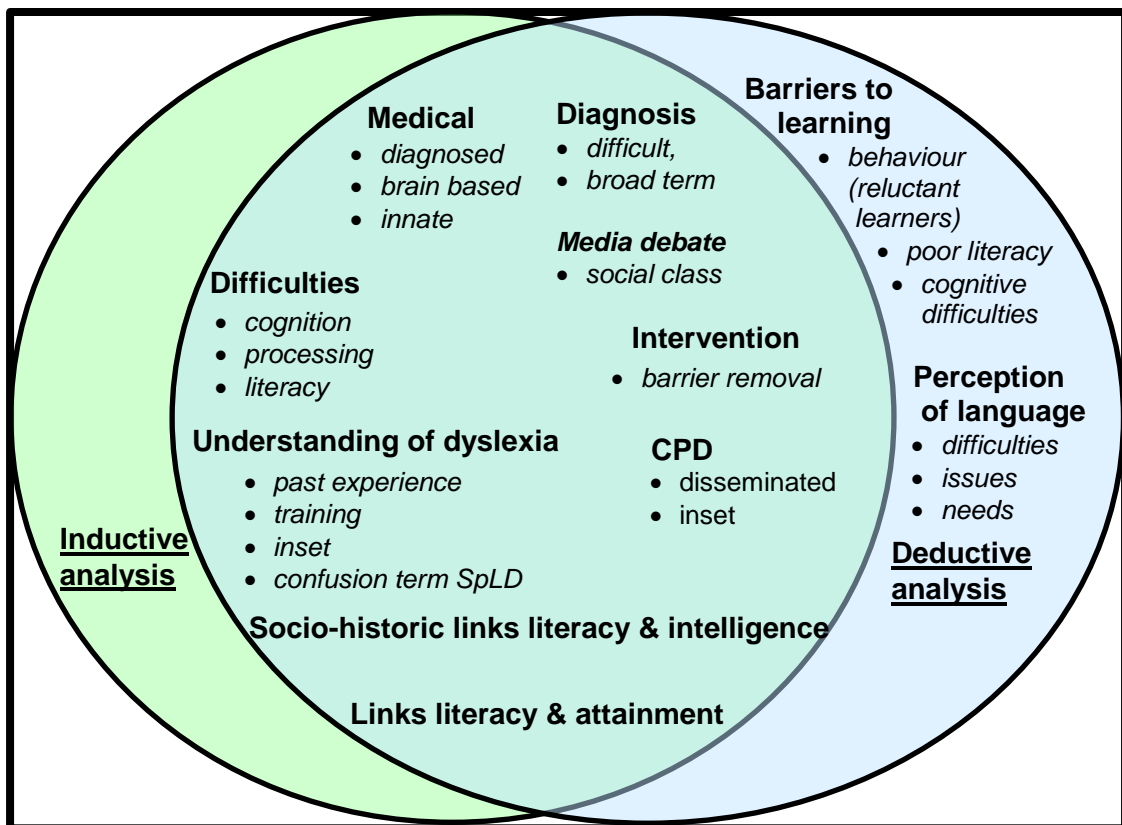 Medical
• diagnosed
• brain based
• innate
Diagnosis
• difficult,
• broad term
Media debate
• social class
Difficulties
• cognition
• processing
• literacy
Intervention
• barrier removal
Understanding of dyslexia
• past experience
• training
• inset
• confusion term SpLD
CPD
• disseminated
• inset
Socio-historic links literacy & intelligence
Links literacy & attainment
Inductive
analysis
Barriers to
learning
• behaviour
(reluctant
learners)
• poor literacy
• cognitive
difficulties
Perception
of language
• difficulties
• issues
• needs
Deductive
analysis